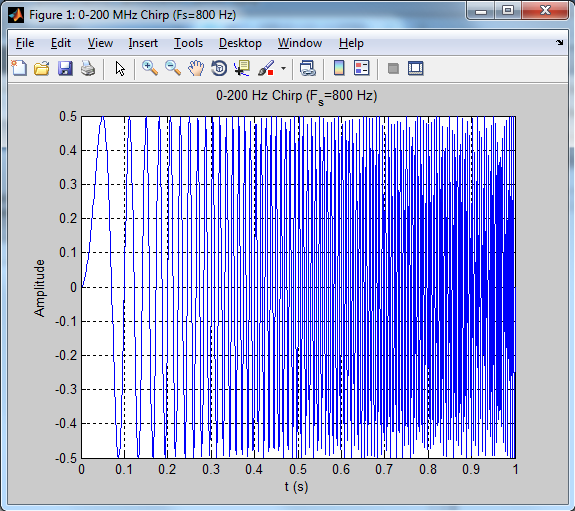 Figure 1: 0-200 MHz Chirp (Fs=800 Hz)
File Edit View Insert Tools Desktop Window Help
0-200 Hz Chirp (Fs=800 Hz)
0.5
0.4
0.3
0.2
0.1
0
-0.1
-0.2
-0.3
-0.4
-0.5
Amplitude
0 0.1 0.2 0.3 0.4 0.5 0.6 0.7 0.8 0.9 1
t (s)